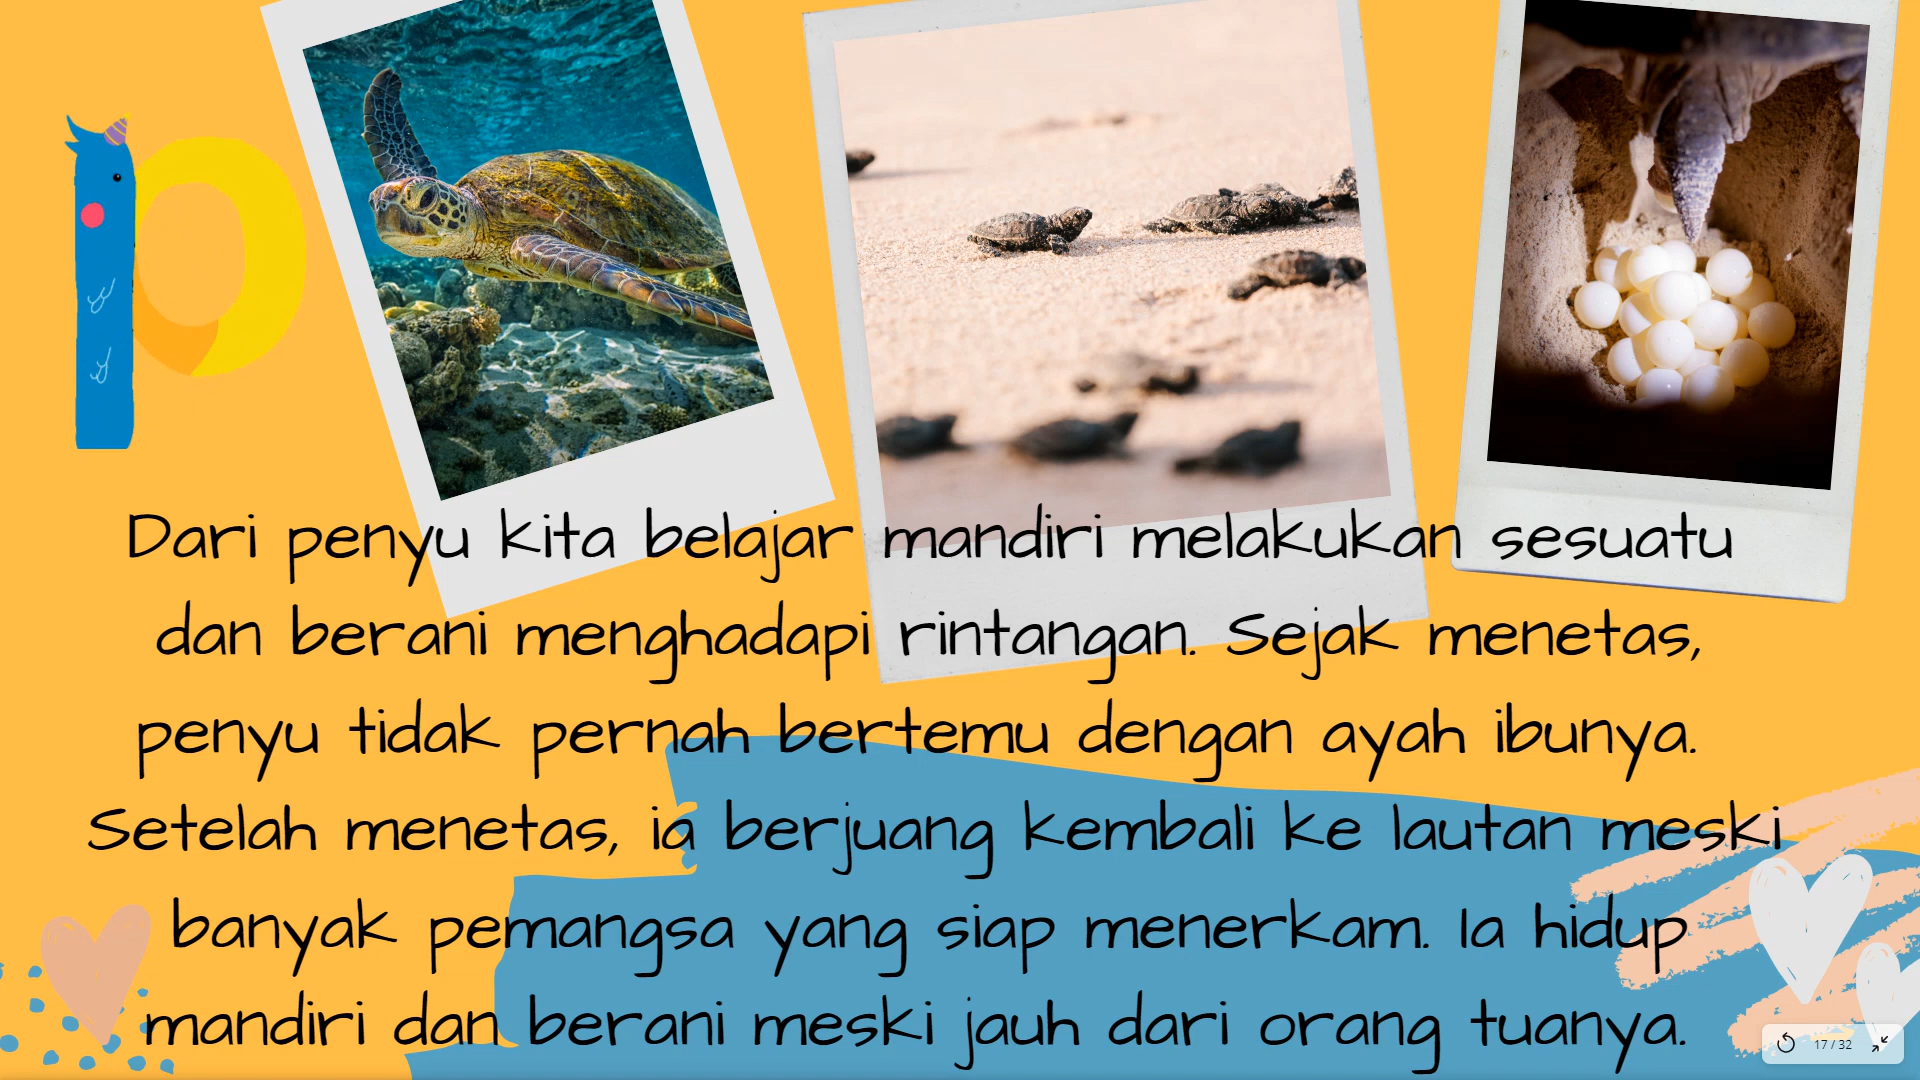 p
Dari penyu kita belajar mandiri melakukan sesuatu
dan berani menghadapi rintangan. Sejak menetas,
penyu tidak pernah bertemu dengan ayah ibunya.
Setelah menetas, ia berjuang kembali ke lautan meski
banyak pemangsa yang siap menerkam. Ia hidup
mandiri dan berani meski jauh dari orang tuanya.
17 / 32